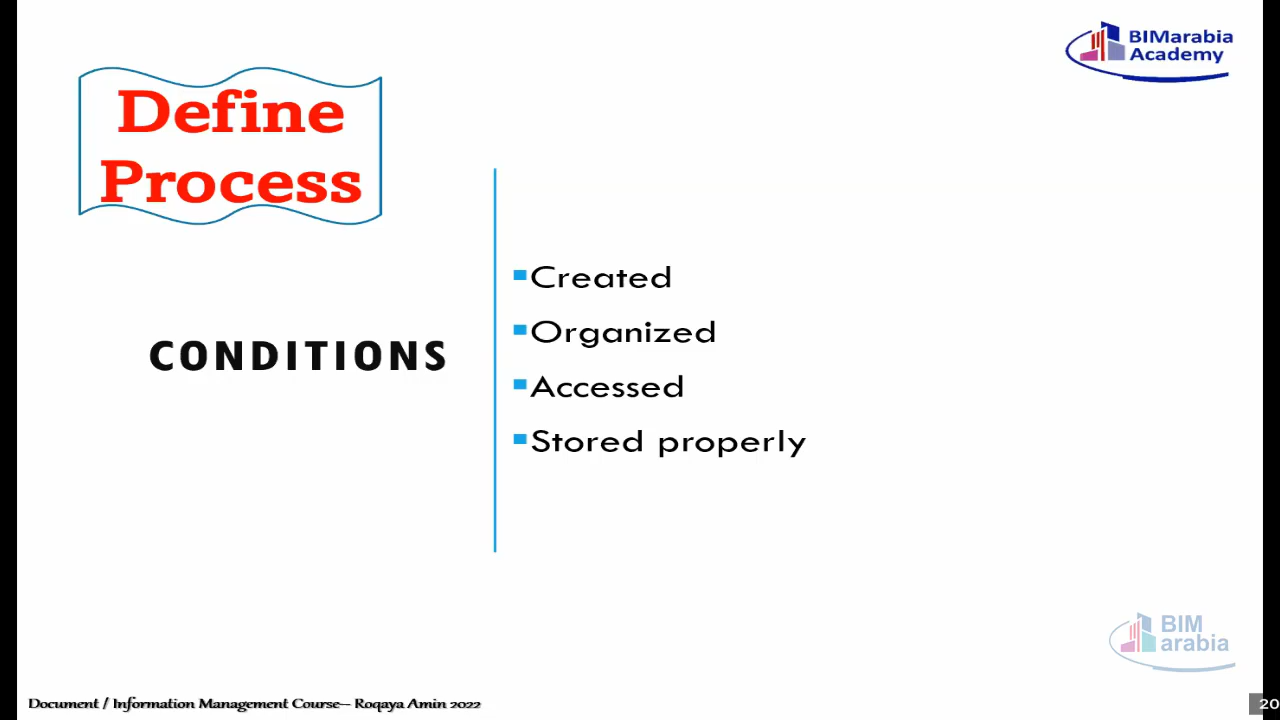 BIMarabia
Academy
Define
Process
CONDITIONS
Created
Organized
Accessed
Stored properly
BIM
arabia
Document / Information Management Course-- Roqaya Amin 2022
20